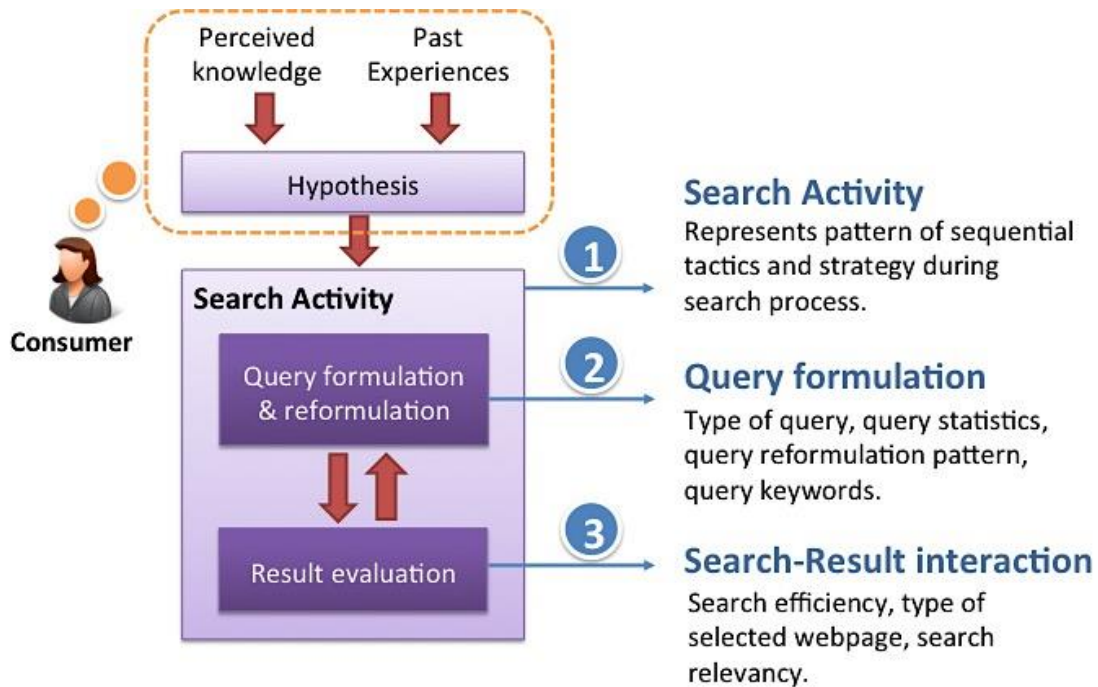 Perceived
knowledge
Past
Experiences
Hypothesis
Consumer
Search Activity
Query formulation
& reformulation
Result evaluation
1
Search Activity
Represents pattern of sequential
tactics and strategy during
search process.
2
Query formulation
Type of query, query statistics,
query reformulation pattern,
query keywords.
3
Search-Result interaction
Search efficiency, type of
selected webpage, search
relevancy.